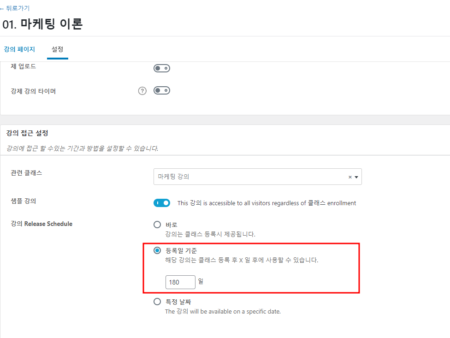 ← 뒤로가기
01. 마케팅 이론
강의 페이지 설정
제 업로드
강제 강의 타이머 ?
강의 접근 설정
강의에 접근 할 수있는 기간과 방법을 설정할 수 있습니다.
관련 클래스 마케팅 강의
샘플 강의 This 강의 is accessible to all visitors regardless of 클래스 enrollment
강의 Release Schedule 바로
강의는 클래스 등록시 제공됩니다.
등록일 기준
해당 강의는 클래스 등록 후 X 일 후에 사용할 수 있습니다.
180 일
특정 날짜
The 강의 will be available on a specific date.